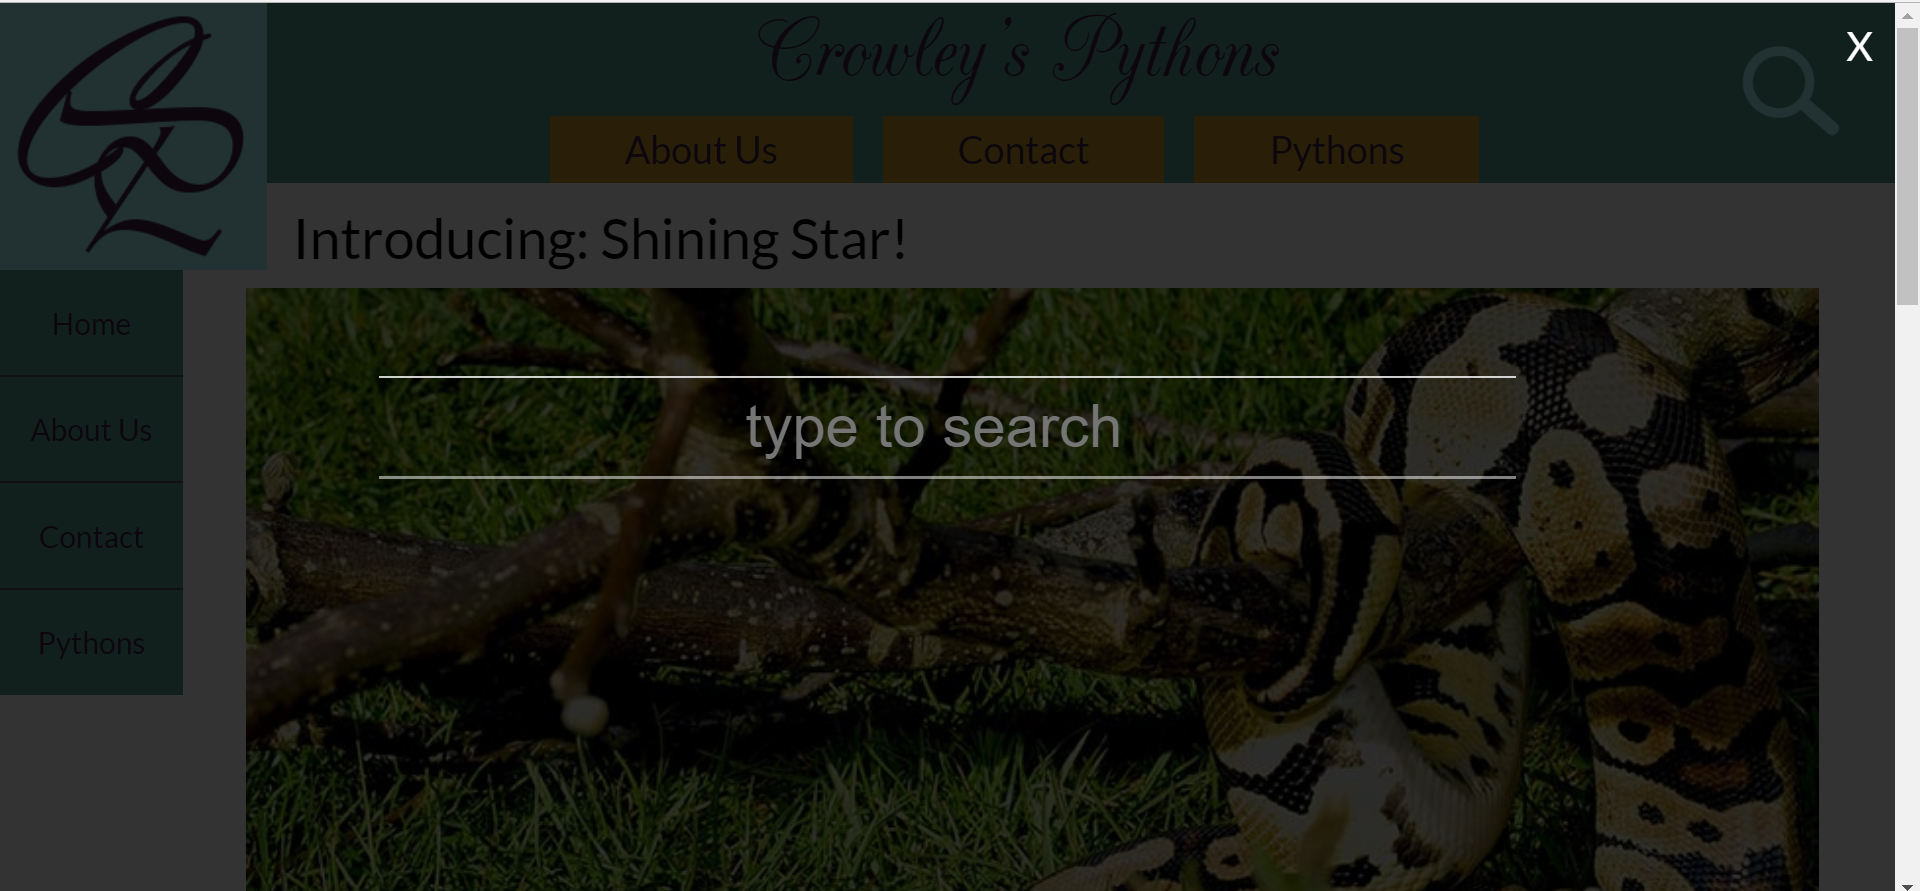 Crowley's Pythons
X
About Us
Contact
Pythons
Introducing: Shining Star!
Home
About Us
Contact
Pythons
type to search